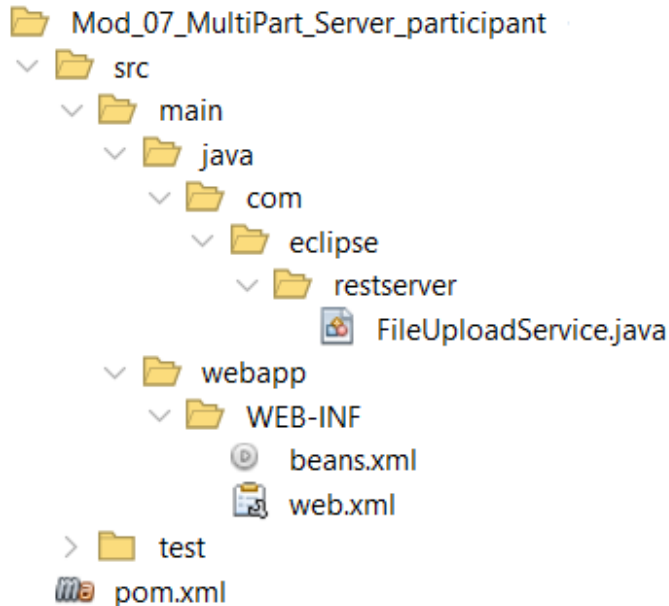 Mod_07_MultiPart_Server_participant
src
main
java
com
eclipse
restserver
FileUploadService.java
webapp
WEB-INF
beans.xml
web.xml
test
pom.xml